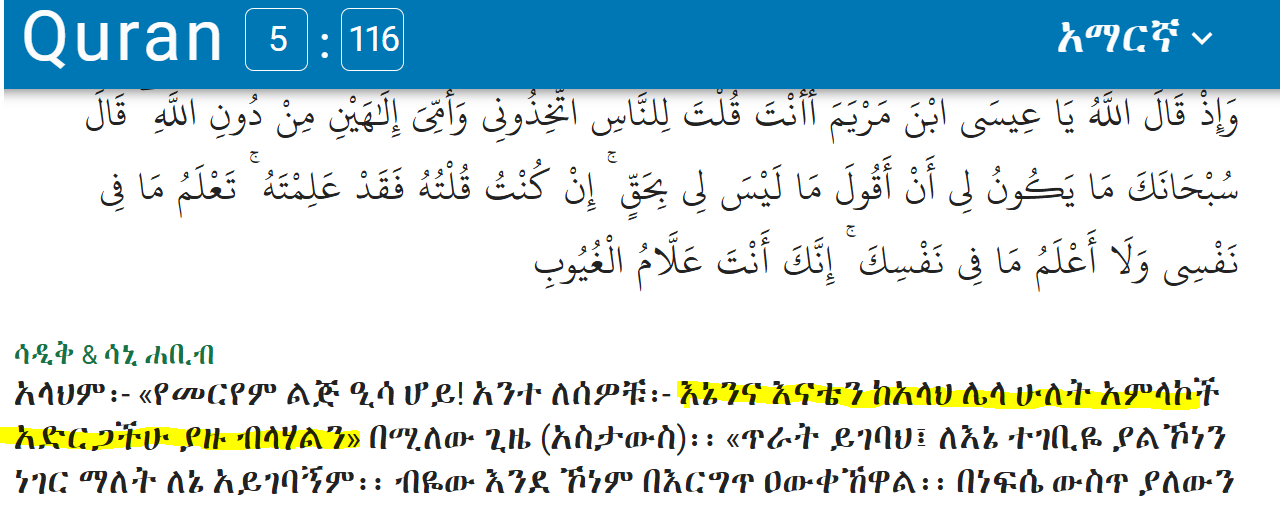 Quran 5 : 116 አማርኛ
وَإِذْ قَالَ اللَّهُ يَا عِيسَى ابْنَ مَرْيَمَ أَأَنْتَ قُلْتَ لِلنَّاسِ اتَّخِذُونِي وَأُمِّيَ إِلَٰهَيْنِ مِنْ دُونِ اللَّهِ ۖ قَالَ
سُبْحَانَكَ مَا يَكُونُ لِي أَنْ أَقُولَ مَا لَيْسَ لِي بِحَقٍّ ۚ إِنْ كُنْتُ قُلْتُهُ فَقَدْ عَلِمْتَهُ ۚ تَعْلَمُ مَا فِي
نَفْسِي وَلَا أَعْلَمُ مَا فِي نَفْسِكَ ۚ إِنَّكَ أَنْتَ عَلَّامُ الْغُيُوبِ
ሳዲቅ & ሳኒ ሐቢብ
አላህም፡- «የመርየም ልጅ ዒሳ ሆይ! አንተ ለሰዎቹ፡- እኔንና እናቴን ከአላህ ሌላ ሁለት አምላኮች
አድርጋችሁ ያዙ ብላሃልን» በሚለው ጊዜ (አስታውስ)፡፡ «ጥራት ይገባህ፤ ለእኔ ተገቢዬ ያልኾነን
ነገር ማለት ለኔ አይገባኝም፡፡ ብዬው እንደ ኾነም በእርግጥ ዐውቀኸዋል፡፡ በነፍሴ ውስጥ ያለውን